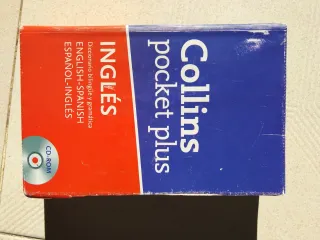 Collins
pocket plus
INGLÉS
Diccionario bilingüe y gramática
ENGLISH-SPANISH
ESPAÑOL-INGLÉS
CD-ROM